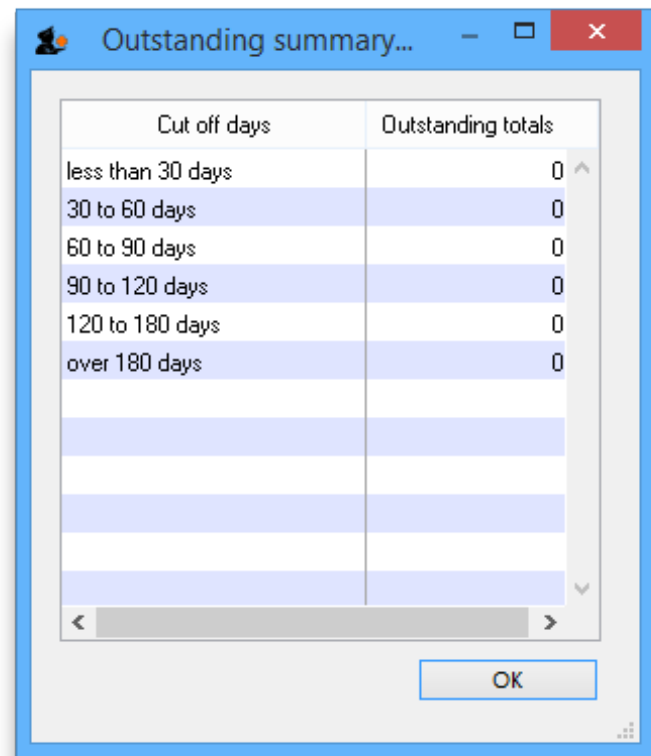 Outstanding summary...
Cut off days Outstanding totals
less than 30 days 0
30 to 60 days 0
60 to 90 days 0
90 to 120 days 0
120 to 180 days 0
over 180 days 0
OK